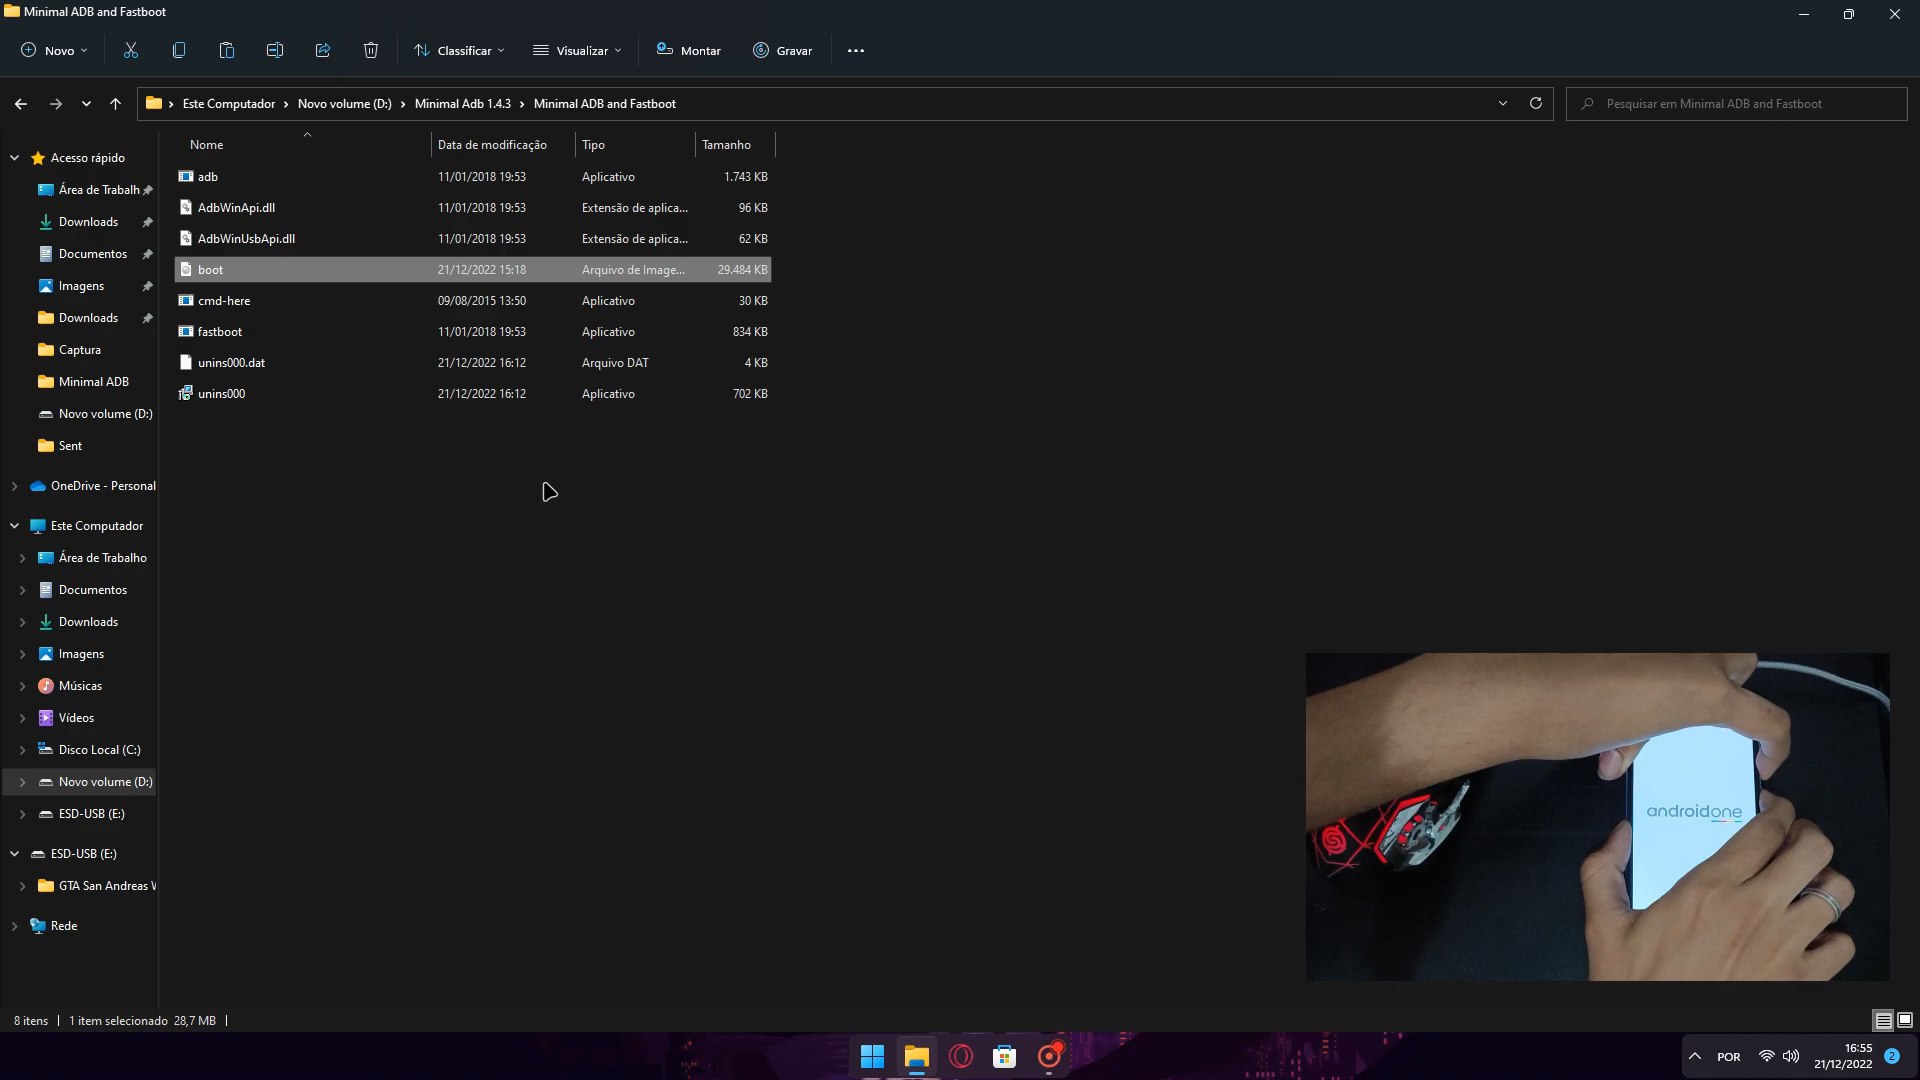 Minimal ADB and Fastboot
Novo
Classificar
Visualizar
Montar
Gravar
Este Computador
Novo volume (D:)
Minimal Adb 1.4.3
Minimal ADB and Fastboot
Pesquisar em Minimal ADB and Fastboot
Nome
Data de modificação
Tipo
Tamanho
adb 11/01/2018 19:53 Aplicativo 1.743 KB
AdbWinApi.dll 11/01/2018 19:53 Extensão de aplica... 96 KB
AdbWinUsbApi.dll 11/01/2018 19:53 Extensão de aplica... 62 KB
boot 21/12/2022 15:18 Arquivo de Image... 29.484 KB
cmd-here 09/08/2015 13:50 Aplicativo 30 KB
fastboot 11/01/2018 19:53 Aplicativo 834 KB
unins000.dat 21/12/2022 16:12 Arquivo DAT 4 KB
unins000 21/12/2022 16:12 Aplicativo 702 KB
Acesso rápido
Área de Trabalh
Downloads
Documentos
Imagens
Downloads
Captura
Minimal ADB
Novo volume (D:)
Sent
OneDrive - Personal
Este Computador
Área de Trabalho
Documentos
Downloads
Imagens
Músicas
Vídeos
Disco Local (C:)
Novo volume (D:)
ESD-USB (E:)
ESD-USB (E:)
GTA San Andreas V
Rede
androidone
8 itens
1 item selecionado 28,7 MB
POR
16:55
21/12/2022
2